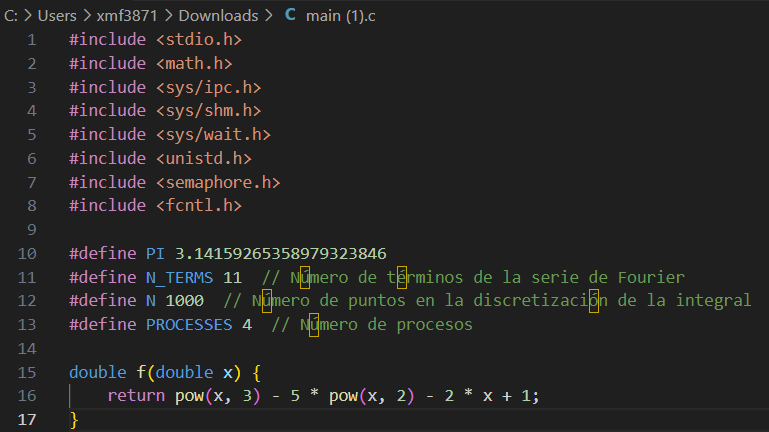 C: > Users > xmf3871 > Downloads > C main (1).c
1 #include <stdio.h>
2 #include <math.h>
3 #include <sys/ipc.h>
4 #include <sys/shm.h>
5 #include <sys/wait.h>
6 #include <unistd.h>
7 #include <semaphore.h>
8 #include <fcntl.h>
9
10 #define PI 3.14159265358979323846
11 #define N_TERMS 11  // Número de términos de la serie de Fourier
12 #define N 1000  // Número de puntos en la discretización de la integral
13 #define PROCESSES 4  // Número de procesos
14
15 double f(double x) {
16     return pow(x, 3) - 5 * pow(x, 2) - 2 * x + 1;
17 }